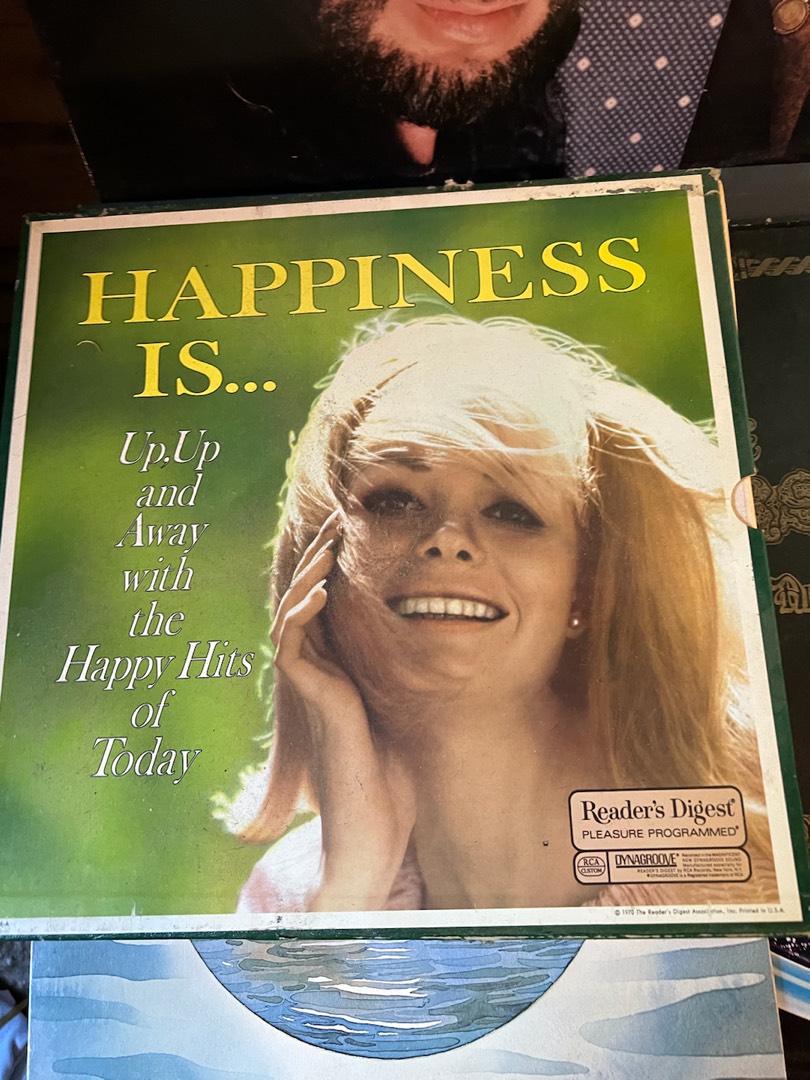 HAPPINESS
IS...
Up, Up
and
Away
with
the
Happy Hits
of
Today
Reader's Digest®
PLEASURE PROGRAMMED®
RCA
CUSTOM
DYNAGROOVE®
© 1970 The Reader's Digest Association, Inc. Printed in U.S.A.